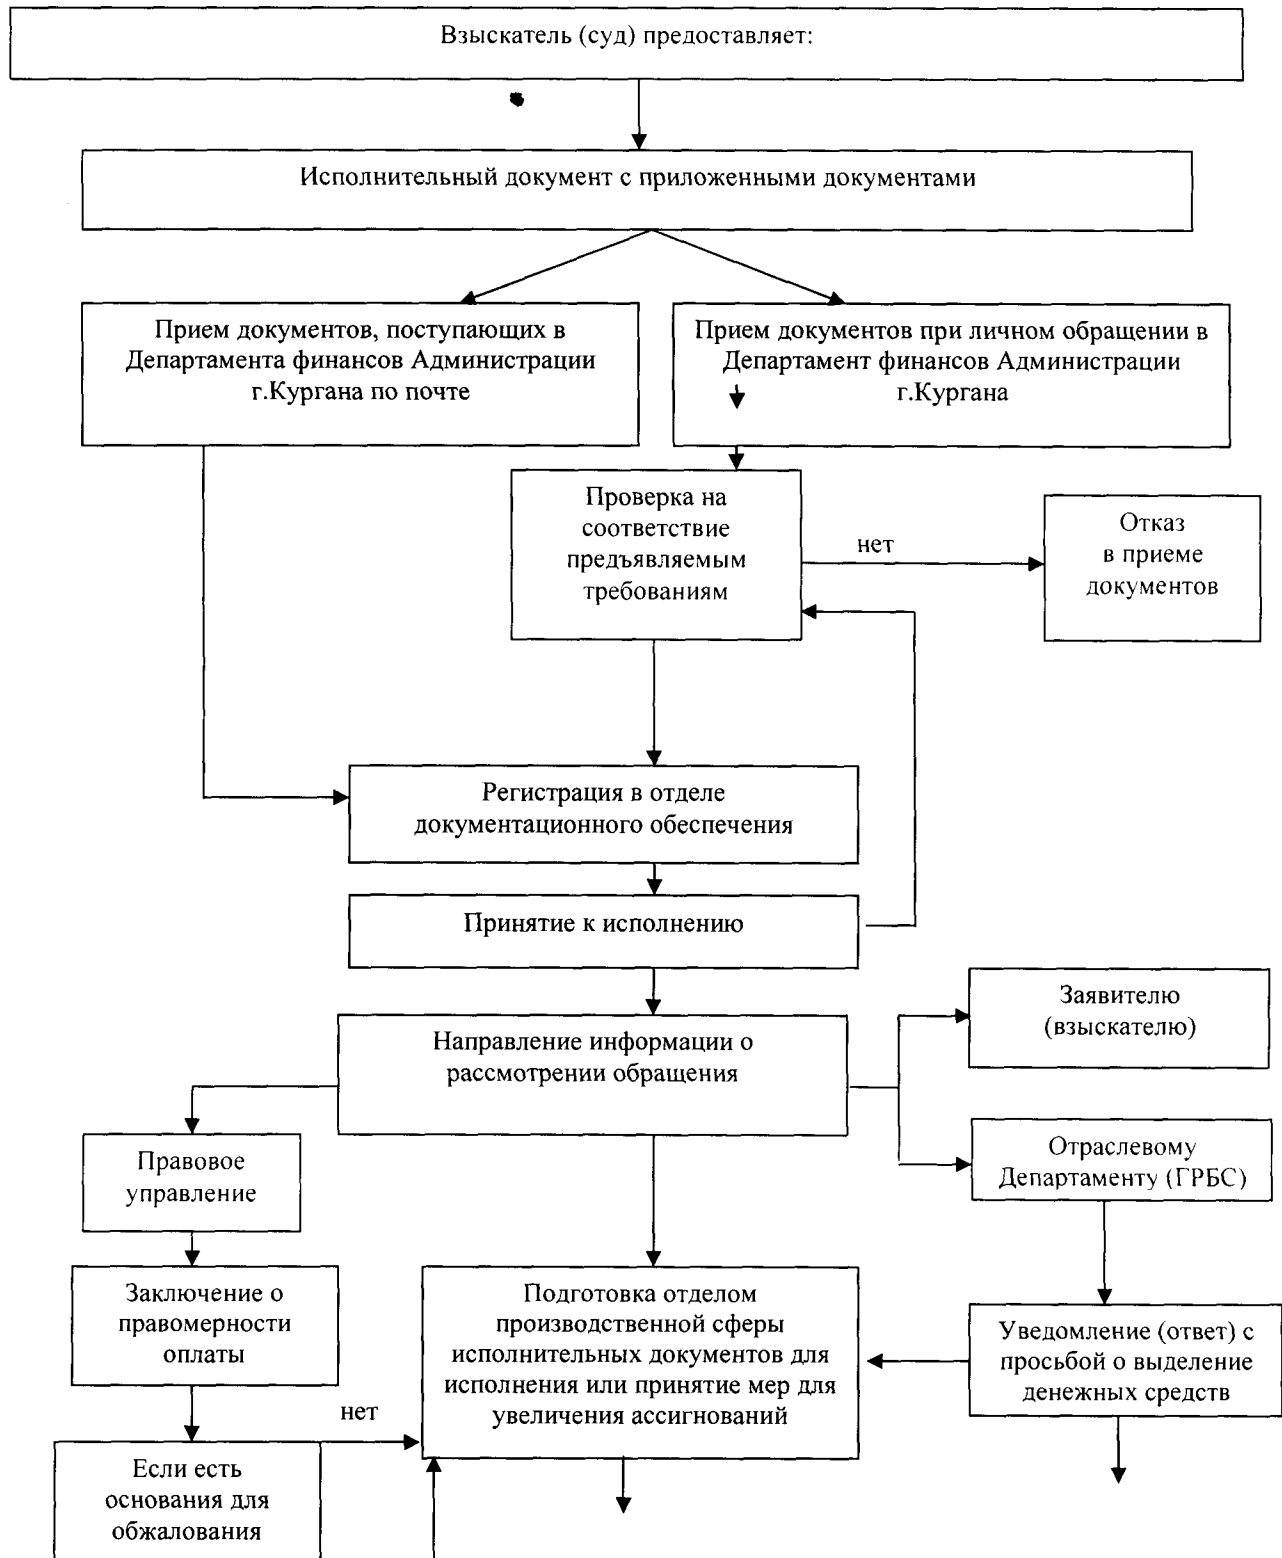 Взыскатель (суд) предоставляет:
Исполнительный документ с приложенными документами
Прием документов, поступающих в
Департамента финансов Администрации
г.Кургана по почте
Прием документов при личном обращении в
Департамент финансов Администрации
г.Кургана
Проверка на
соответствие
предъявляемым
требованиям
нет
Отказ
в приеме
документов
Регистрация в отделе
документационного обеспечения
Принятие к исполнению
Направление информации о
рассмотрении обращения
Заявителю
(взыскателю)
Правовое
управление
Отраслевому
Департаменту (ГРБС)
Заключение о
правомерности
оплаты
Подготовка отделом
производственной сферы
исполнительных документов для
исполнения или принятие мер для
увеличения ассигнований
Уведомление (ответ) с
просьбой о выделение
денежных средств
нет
Если есть
основания для
обжалования